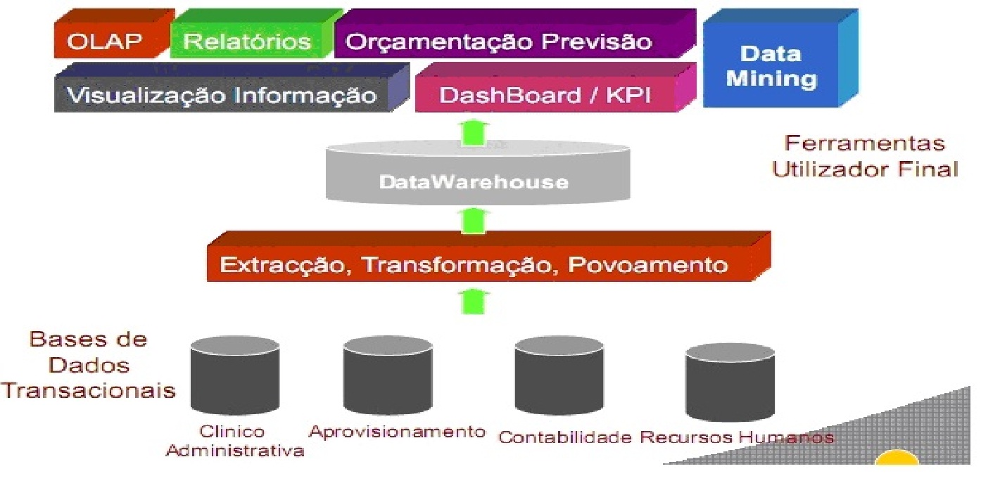 OLAP
Relatórios
Orçamentação Previsão
Data
Mining
Visualização Informação
DashBoard / KPI
Ferramentas
Utilizador Final
DataWarehouse
Extracção, Transformação, Povoamento
Bases de
Dados
Transacionais
Clinico
Administrativa
Aprovisionamento
Contabilidade
Recursos Humanos